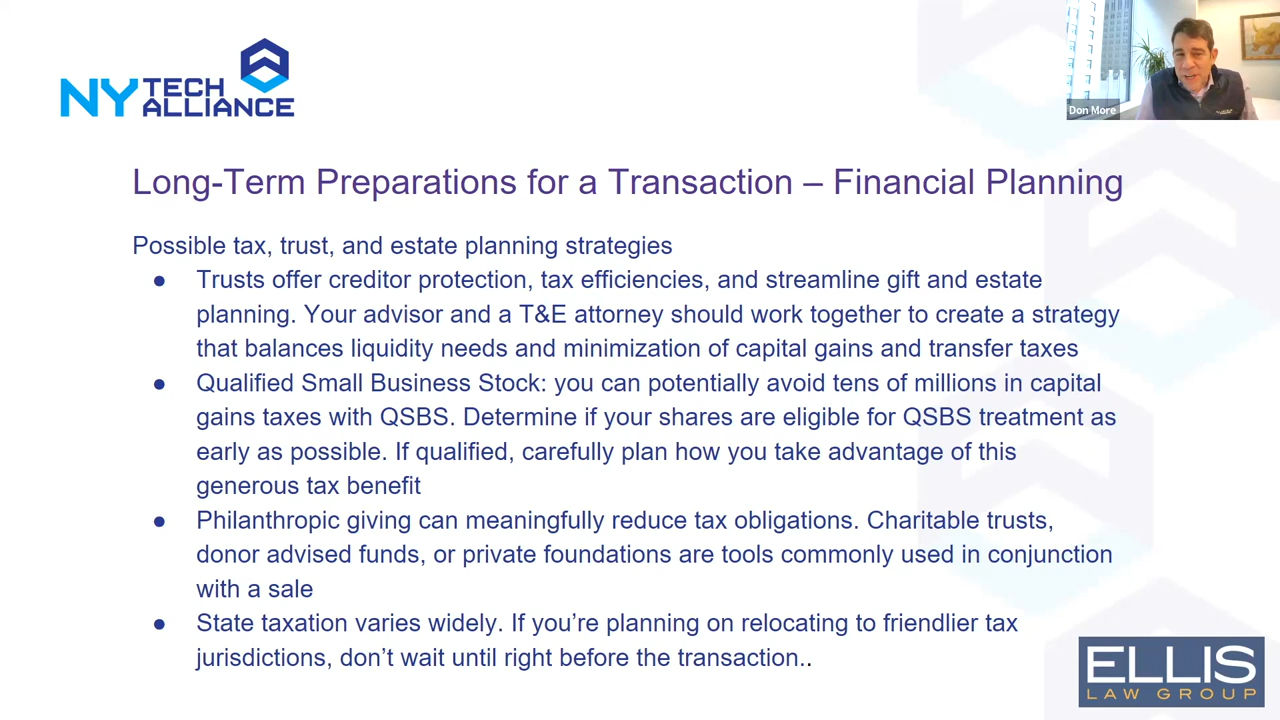 NY TECH
ALLIANCE
Don More
Long-Term Preparations for a Transaction – Financial Planning
Possible tax, trust, and estate planning strategies
● Trusts offer creditor protection, tax efficiencies, and streamline gift and estate
planning. Your advisor and a T&E attorney should work together to create a strategy
that balances liquidity needs and minimization of capital gains and transfer taxes
● Qualified Small Business Stock: you can potentially avoid tens of millions in capital
gains taxes with QSBS. Determine if your shares are eligible for QSBS treatment as
early as possible. If qualified, carefully plan how you take advantage of this
generous tax benefit
● Philanthropic giving can meaningfully reduce tax obligations. Charitable trusts,
donor advised funds, or private foundations are tools commonly used in conjunction
with a sale
● State taxation varies widely. If you’re planning on relocating to friendlier tax
jurisdictions, don’t wait until right before the transaction..
ELLIS
LAW GROUP